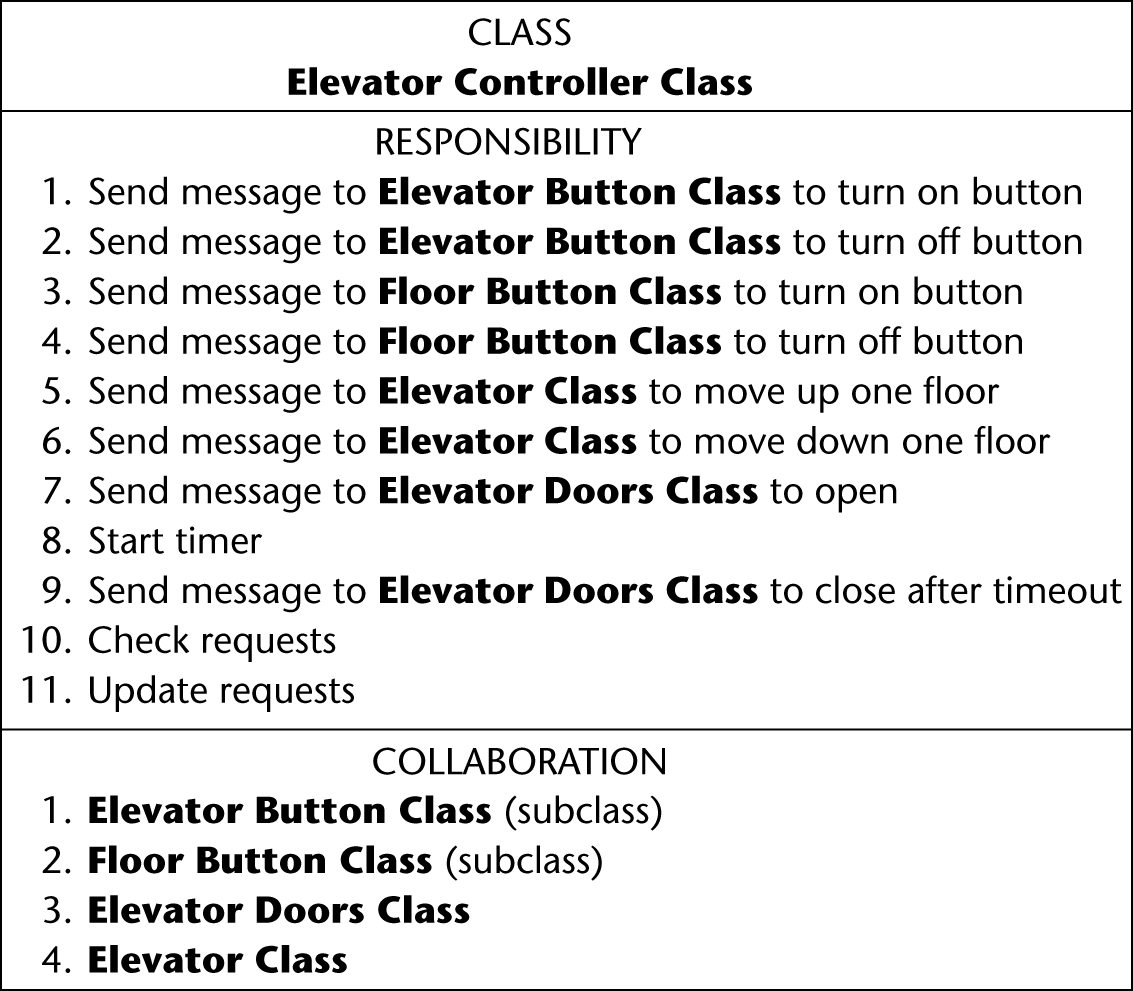 CLASS
Elevator Controller Class
RESPONSIBILITY
1. Send message to Elevator Button Class to turn on button
2. Send message to Elevator Button Class to turn off button
3. Send message to Floor Button Class to turn on button
4. Send message to Floor Button Class to turn off button
5. Send message to Elevator Class to move up one floor
6. Send message to Elevator Class to move down one floor
7. Send message to Elevator Doors Class to open
8. Start timer
9. Send message to Elevator Doors Class to close after timeout
10. Check requests
11. Update requests
COLLABORATION
1. Elevator Button Class (subclass)
2. Floor Button Class (subclass)
3. Elevator Doors Class
4. Elevator Class